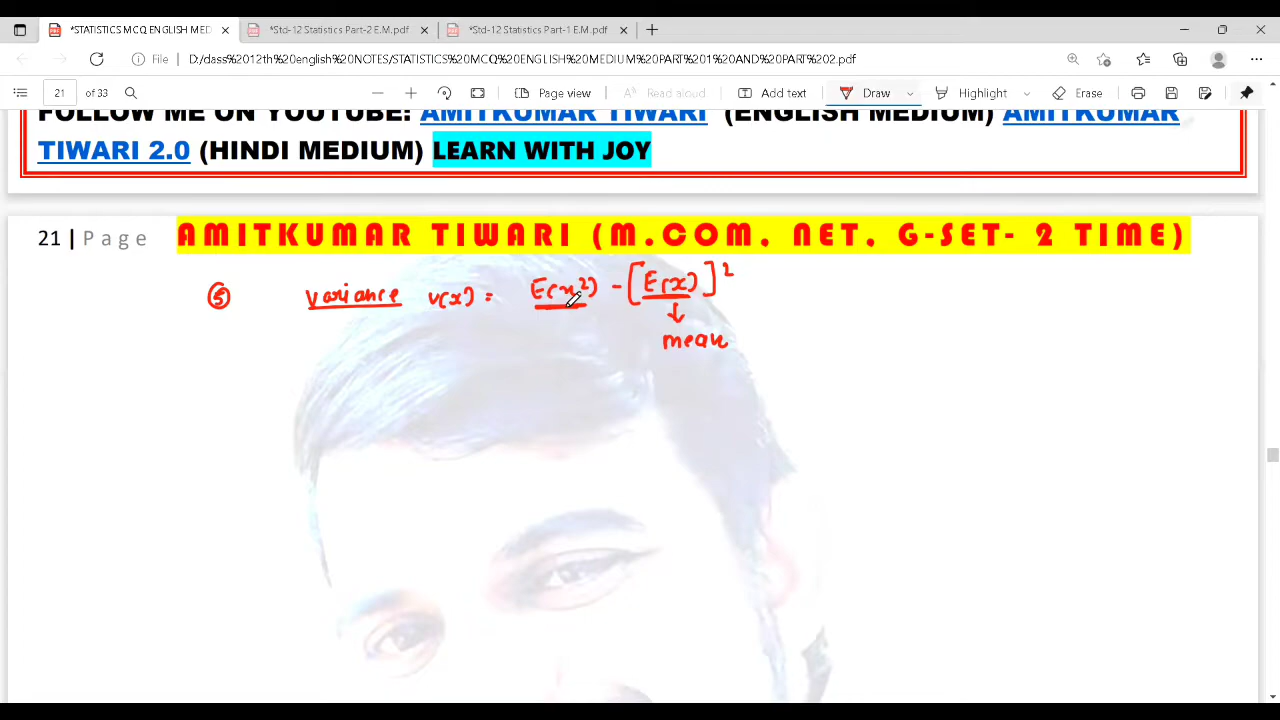 *STATISTICS MCQ ENGLISH MED
*Std-12 Statistics Part-2 E.M.pdf
*Std-12 Statistics Part-1 E.M.pdf
File
D:/dass%2012th%20english%20NOTES/STATISTICS%20MCQ%20ENGLISH%20MEDIUM%20PART%201%20AND%20PART%202.pdf
21 of 33
Page view
Read aloud
Add text
Draw
Highlight
Erase
FOLLOW ME ON YOUTUBE: AMITKUMAR TIWARI (ENGLISH MEDIUM) AMITKUMAR
TIWARI 2.0 (HINDI MEDIUM) LEARN WITH JOY
21 | Page AMITKUMAR TIWARI (M.COM. NET. G-SET- 2 TIME)
⑤ Variance V(x) = E(x²) - [E(x)]²
↓
mean